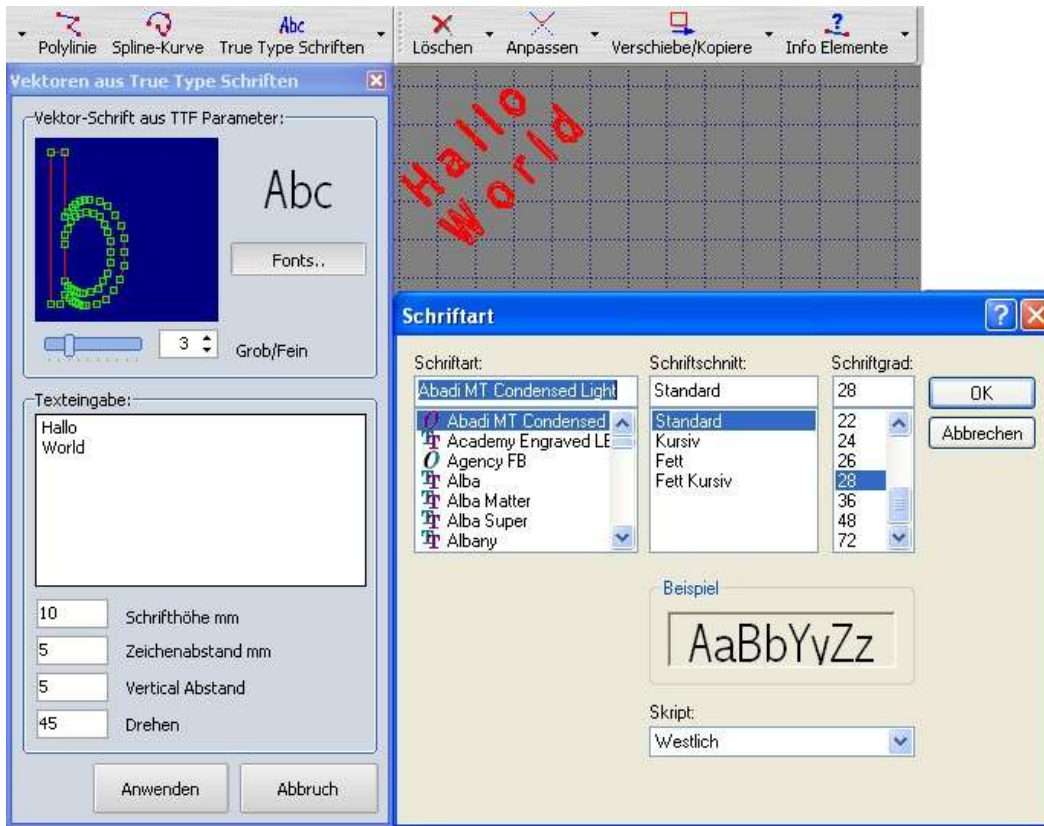 Polylinie Spline-Kurve True Type Schriften Löschen Anpassen Verschiebe/Kopiere Info Elemente
Abc
Vektoren aus True Type Schriften
Vektor-Schrift aus TTF Parameter:
Abc
Fonts..
3 Grob/Fein
Texteingabe:
Hallo
World
10 Schrifthöhe mm
5 Zeichenabstand mm
5 Vertical Abstand
45 Drehen
Anwenden Abbruch
Hallo
World
Schriftart
Schriftart: Schriftschnitt: Schriftgrad:
Abadi MT Condensed Light Standard 28
Abadi MT Condensed
Academy Engraved LE
Agency FB
Alba
Alba Matter
Alba Super
Albany
Standard
Kursiv
Fett
Fett Kursiv
22
24
26
28
36
48
72
OK
Abbrechen
Beispiel
AaBbYyZz
Skript:
Westlich